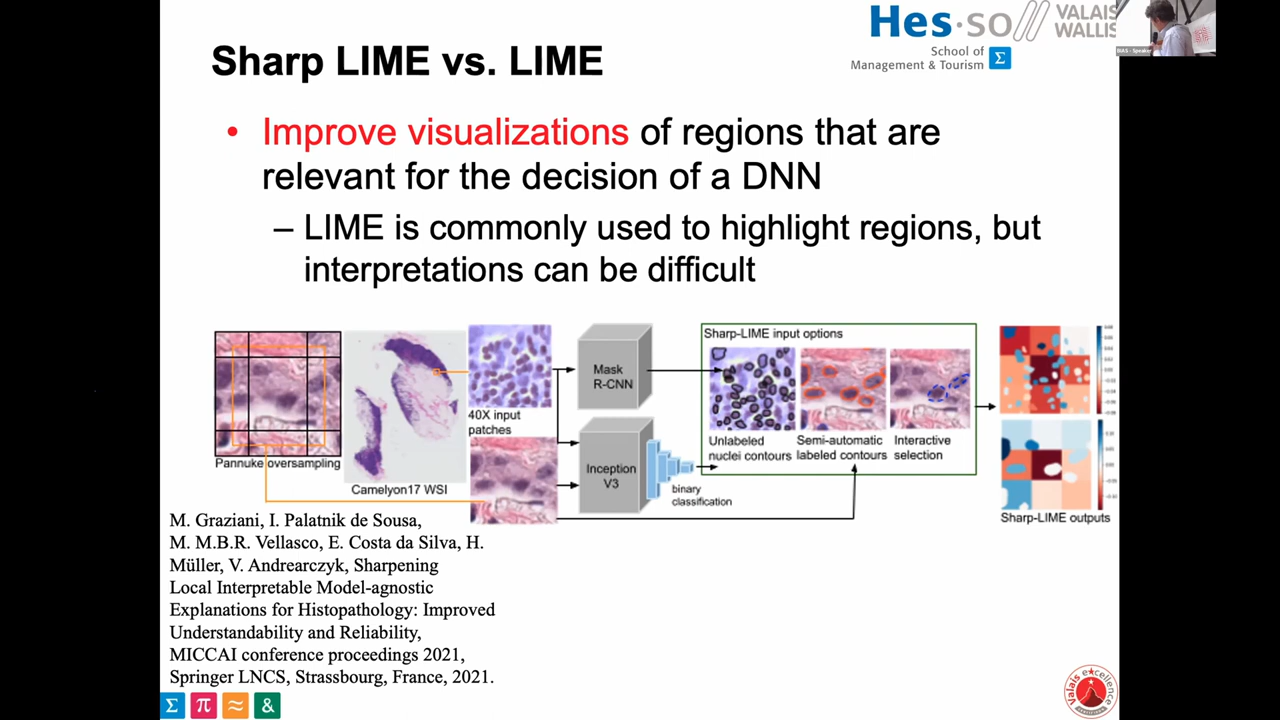 Sharp LIME vs. LIME
Hes·so// VALAIS
WALLIS
School of
Management & Tourism Σ
BIAS - Speaker
• Improve visualizations of regions that are
relevant for the decision of a DNN
– LIME is commonly used to highlight regions, but
interpretations can be difficult
Pannuke oversampling
Camelyon17 WSI
40X input
patches
Mask
R-CNN
Inception
V3
binary
classification
Sharp-LIME input options
Unlabeled
nuclei contours
Semi-automatic
labeled contours
Interactive
selection
Sharp-LIME outputs
M. Graziani, I. Palatnik de Sousa,
M. M.B.R. Vellasco, E. Costa da Silva, H.
Müller, V. Andrearczyk, Sharpening
Local Interpretable Model-agnostic
Explanations for Histopathology: Improved
Understandability and Reliability,
MICCAI conference proceedings 2021,
Springer LNCS, Strassbourg, France, 2021.
Σ π ≈ &
Valais excellence